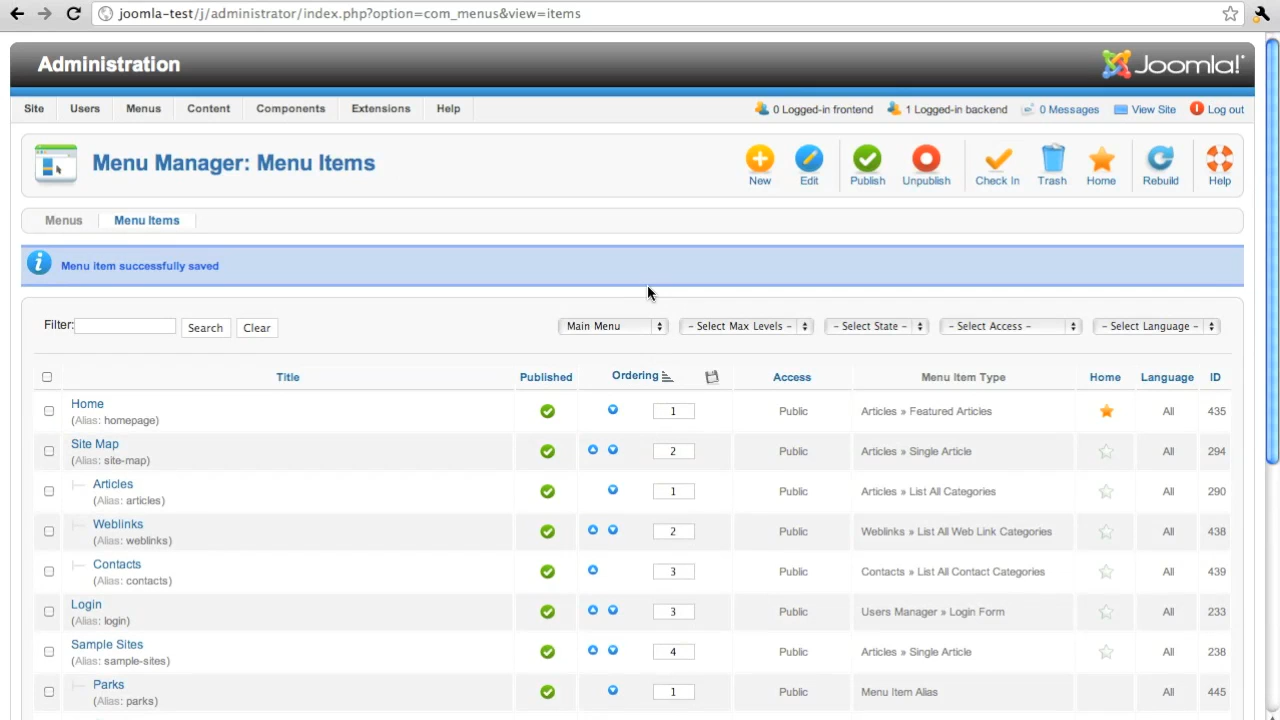 joomla-test/j/administrator/index.php?option=com_menus&view=items
Administration
Joomla!
Site Users Menus Content Components Extensions Help 0 Logged-in frontend 1 Logged-in backend 0 Messages View Site Log out
Menu Manager: Menu Items
New Edit Publish Unpublish Check In Trash Home Rebuild Help
Menus Menu Items
Menu item successfully saved
Filter: Search Clear Main Menu - Select Max Levels - - Select State - - Select Access - - Select Language -
Title Published Ordering Access Menu Item Type Home Language ID
Home
(Alias: homepage)
1 Public Articles » Featured Articles All 435
Site Map
(Alias: site-map)
2 Public Articles » Single Article All 294
Articles
(Alias: articles)
1 Public Articles » List All Categories All 290
Weblinks
(Alias: weblinks)
2 Public Weblinks » List All Web Link Categories All 438
Contacts
(Alias: contacts)
3 Public Contacts » List All Contact Categories All 439
Login
(Alias: login)
3 Public Users Manager » Login Form All 233
Sample Sites
(Alias: sample-sites)
4 Public Articles » Single Article All 238
Parks
(Alias: parks)
1 Public Menu Item Alias All 445